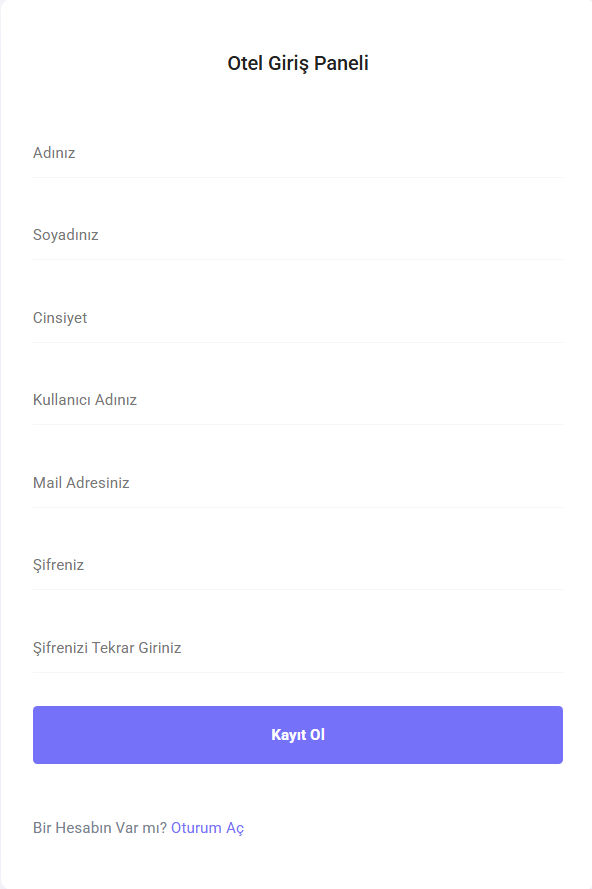 Otel Giriş Paneli
Adınız
Soyadınız
Cinsiyet
Kullanıcı Adınız
Mail Adresiniz
Şifreniz
Şifrenizi Tekrar Giriniz
Kayıt Ol
Bir Hesabın Var mı? Oturum Aç